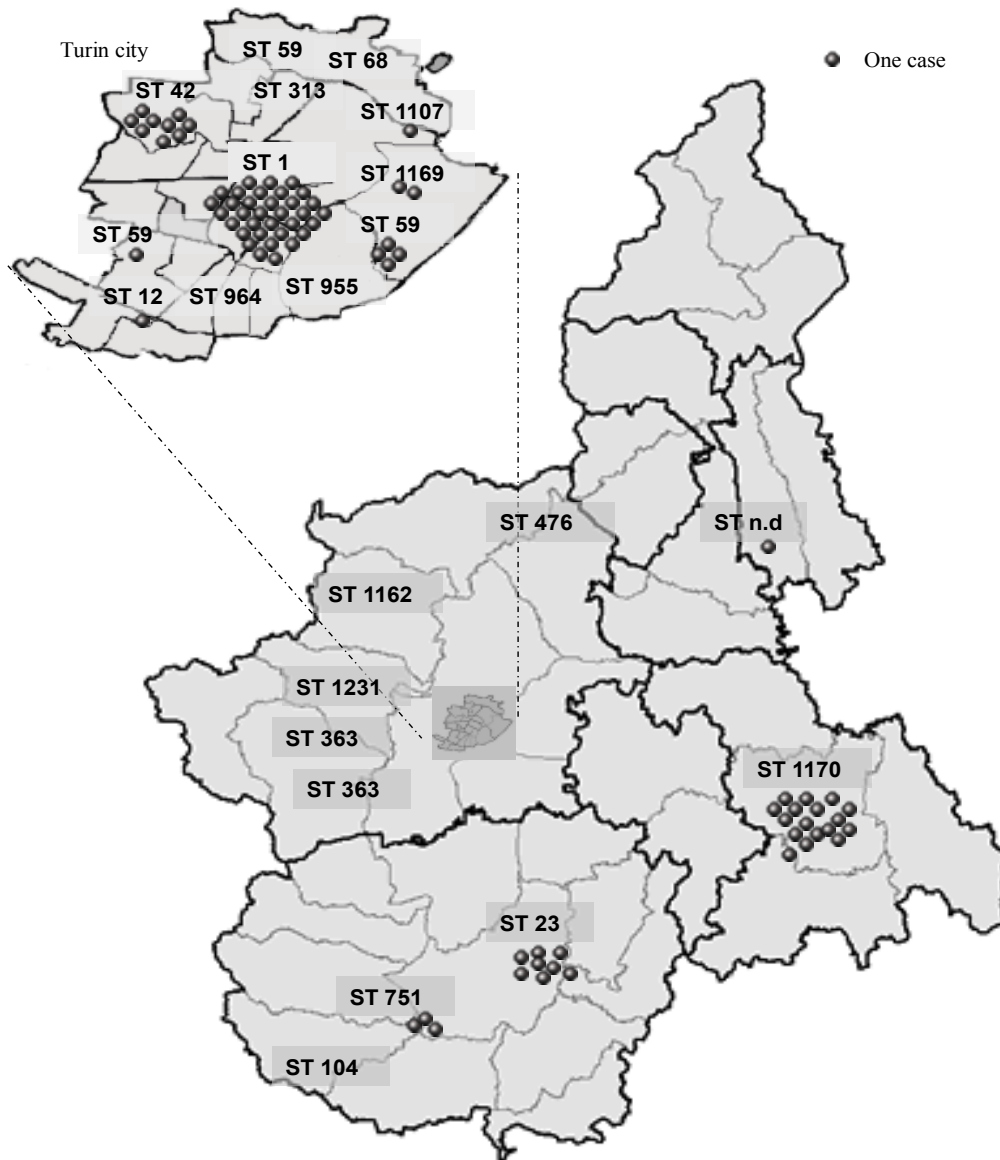 Turin city
One case
ST 59
ST 68
ST 42
ST 313
ST 1107
ST 1
ST 1169
ST 59
ST 59
ST 12
ST 964
ST 955
ST 476
ST n.d
ST 1162
ST 1231
ST 363
ST 363
ST 1170
ST 23
ST 751
ST 104